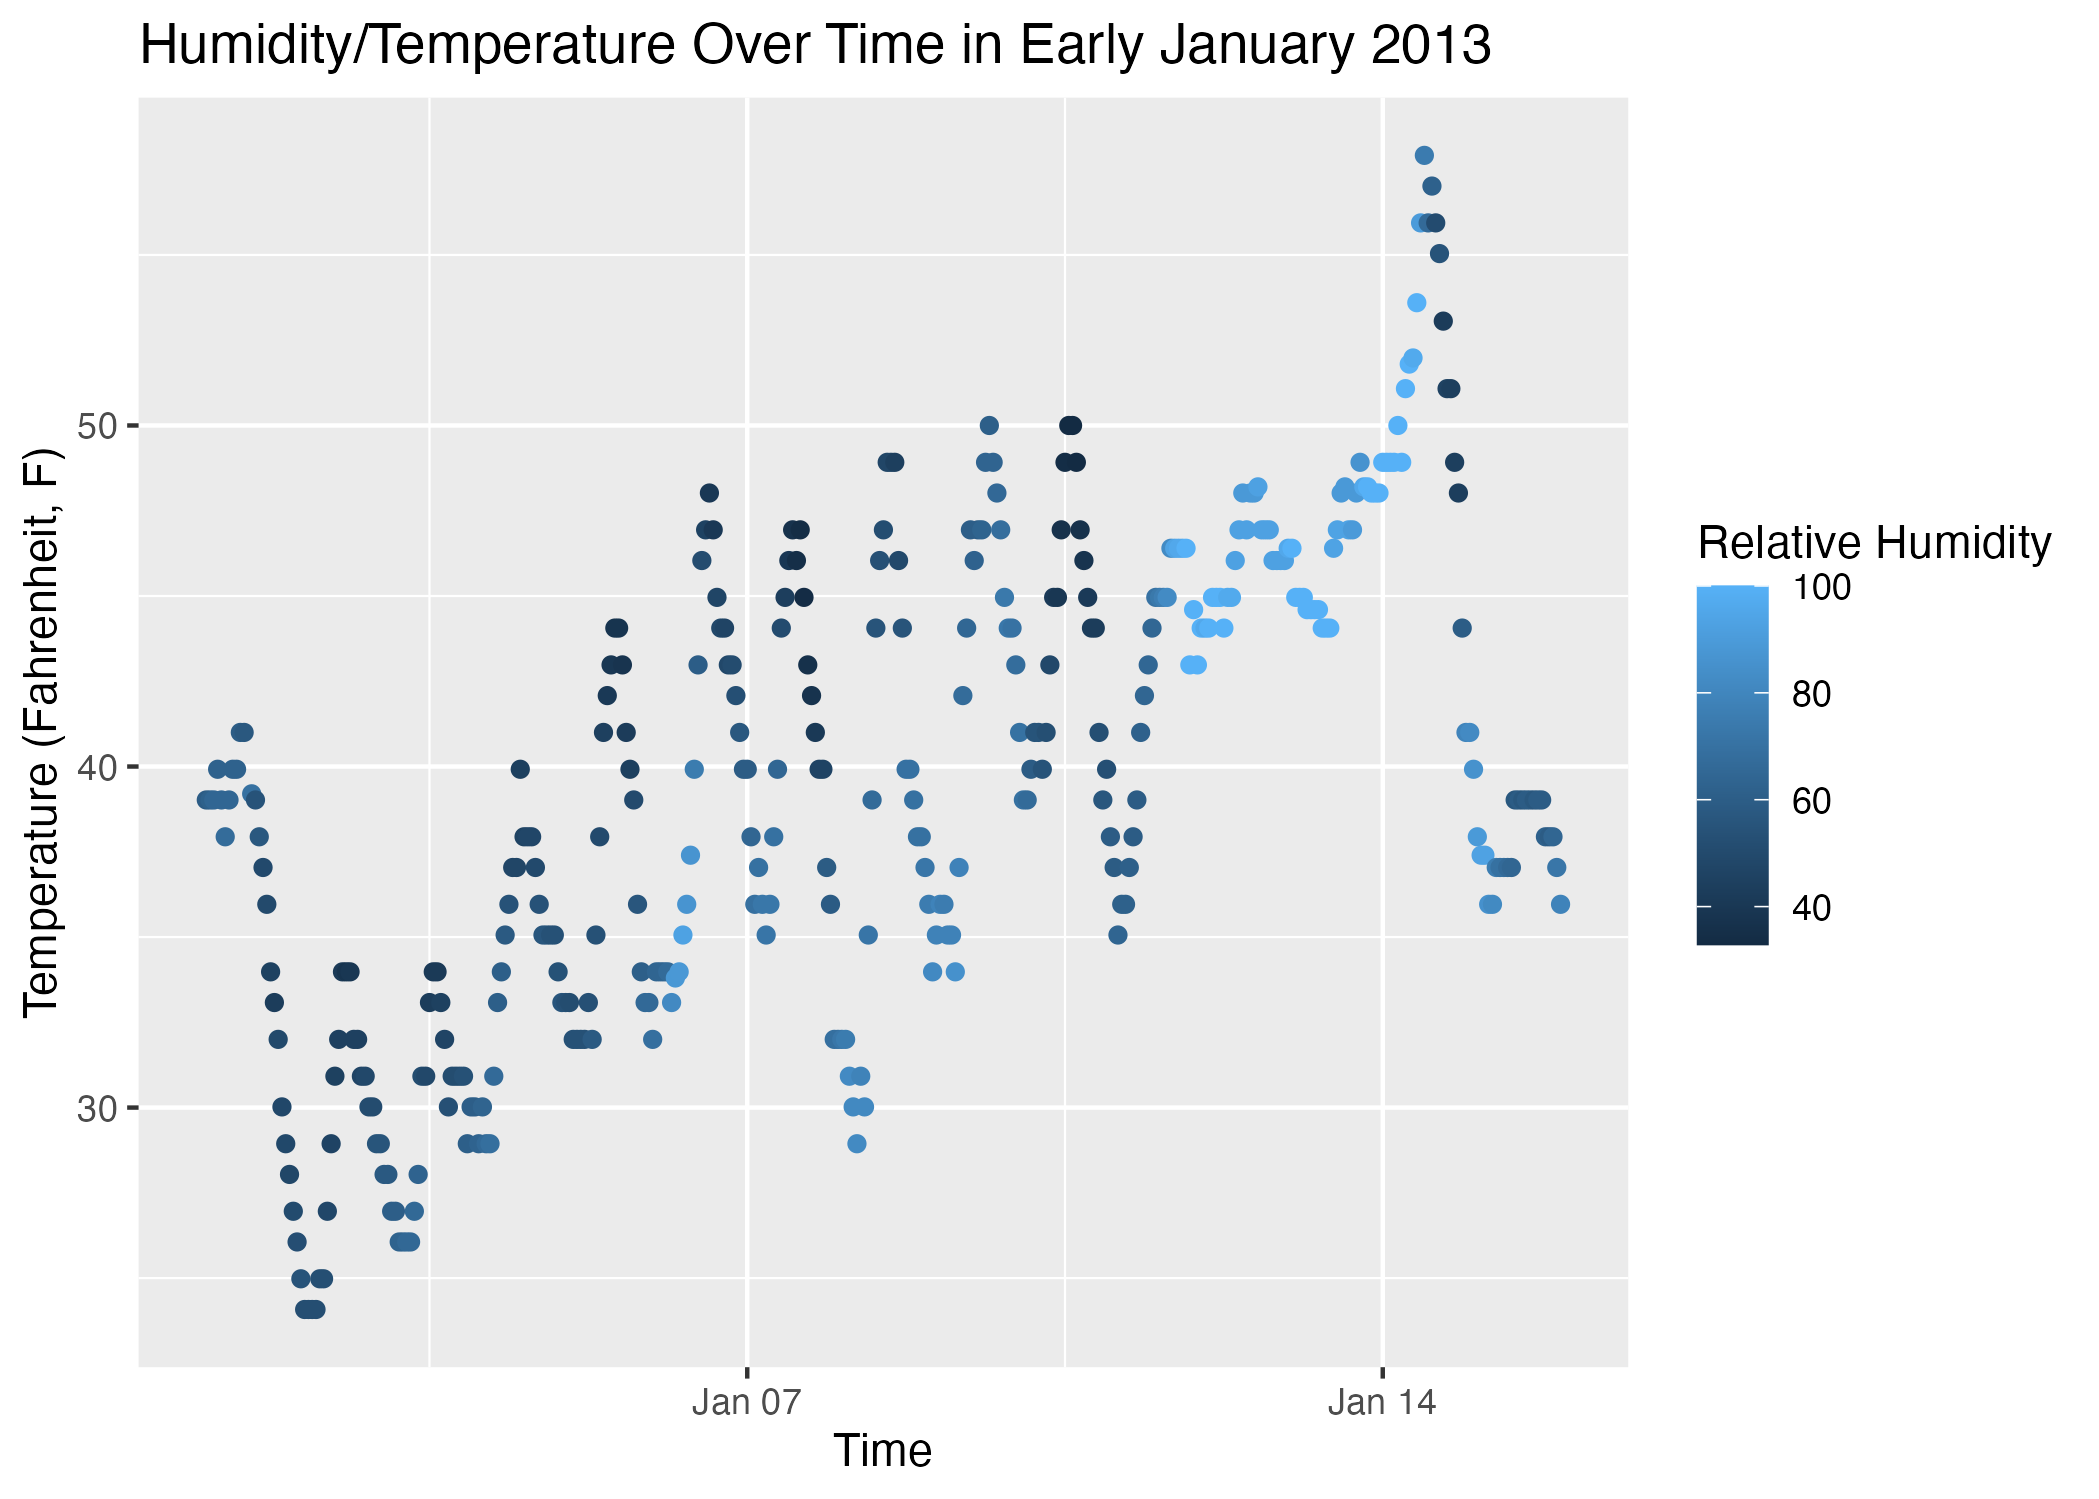 Humidity/Temperature Over Time in Early January 2013
Temperature (Fahrenheit, F)
50
40
30
Jan 07
Jan 14
Time
Relative Humidity
100
80
60
40